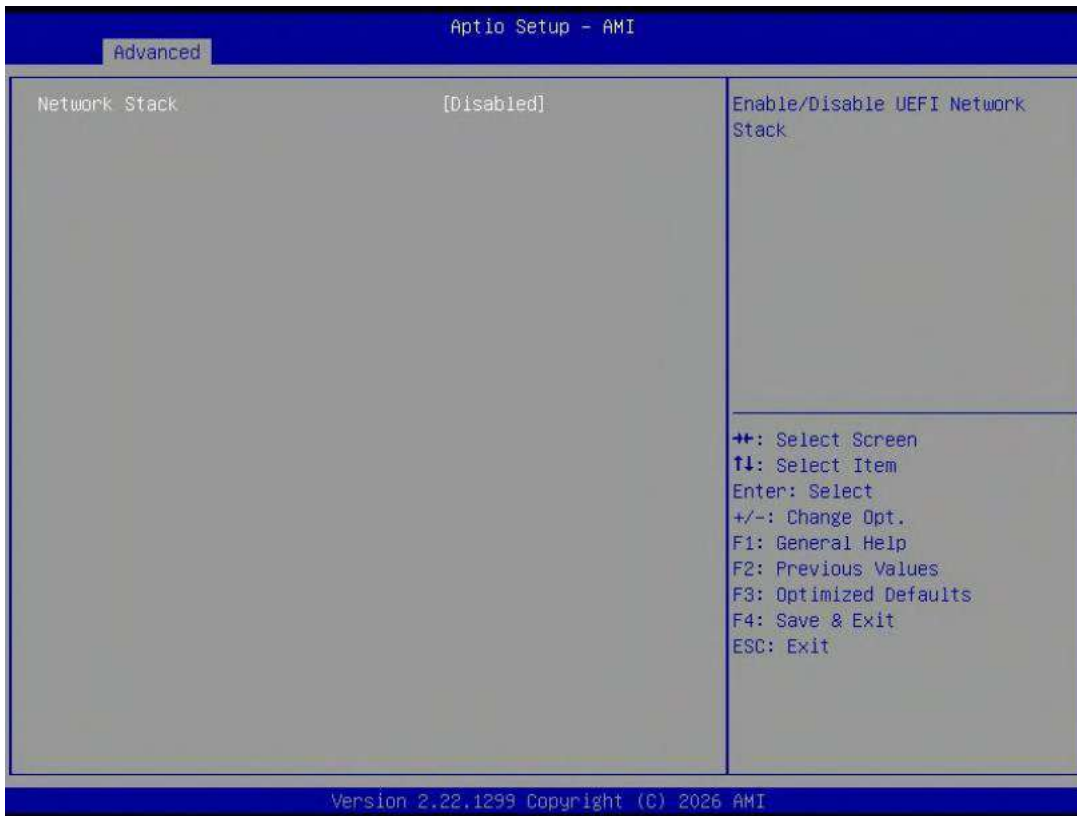 Aptio Setup - AMI
Advanced
Network Stack [Disabled]
Enable/Disable UEFI Network
Stack
→←: Select Screen
↑↓: Select Item
Enter: Select
+/-: Change Opt.
F1: General Help
F2: Previous Values
F3: Optimized Defaults
F4: Save & Exit
ESC: Exit
Version 2.22.1299 Copyright (C) 2026 AMI